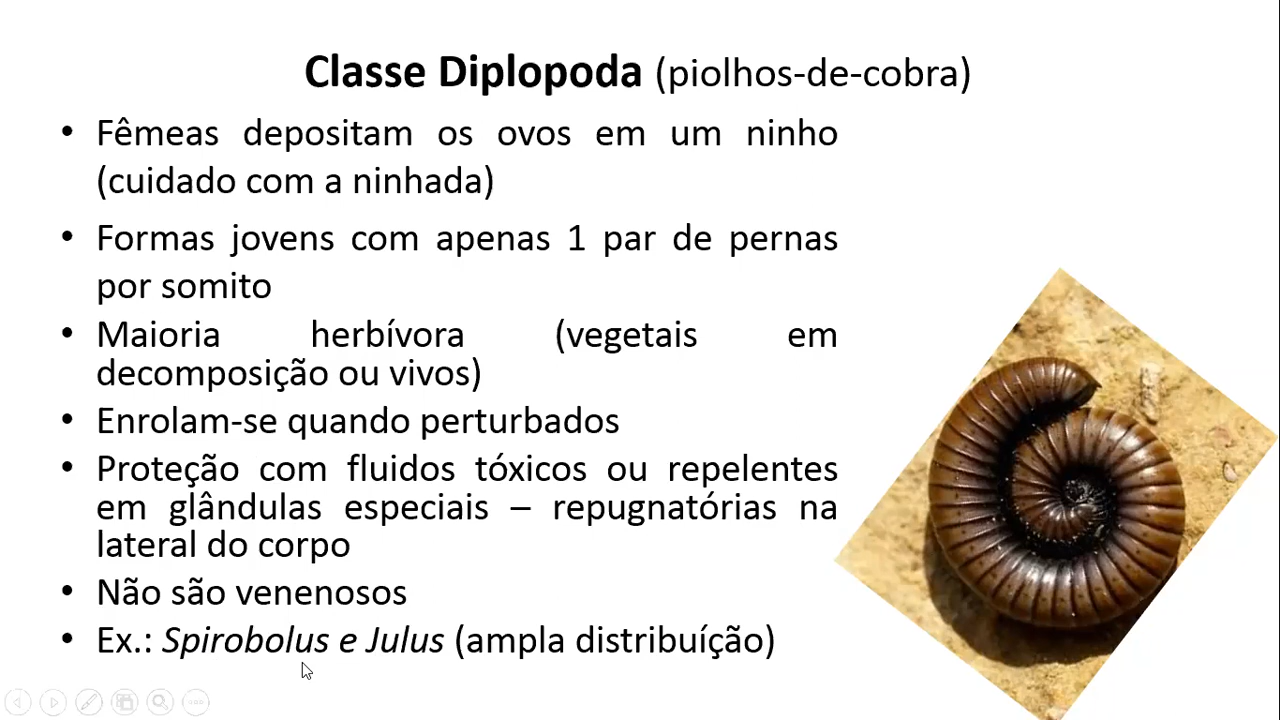 Classe Diplopoda (piolhos-de-cobra)
• Fêmeas depositam os ovos em um ninho
(cuidado com a ninhada)
• Formas jovens com apenas 1 par de pernas
por somito
• Maioria herbívora (vegetais em
decomposição ou vivos)
• Enrolam-se quando perturbados
• Proteção com fluidos tóxicos ou repelentes
em glândulas especiais – repugnatórias na
lateral do corpo
• Não são venenosos
• Ex.: Spirobolus e Julus (ampla distribuíção)